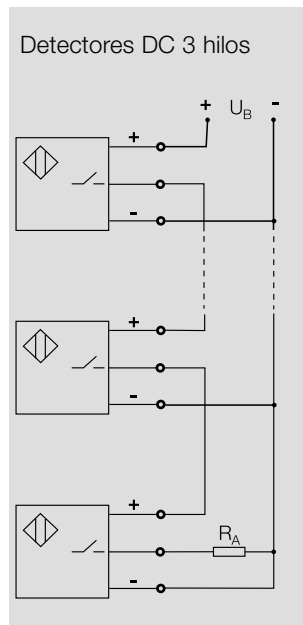 Detectores DC 3 hilos
+ U_B -
+
-
+
-
+
R_A
-